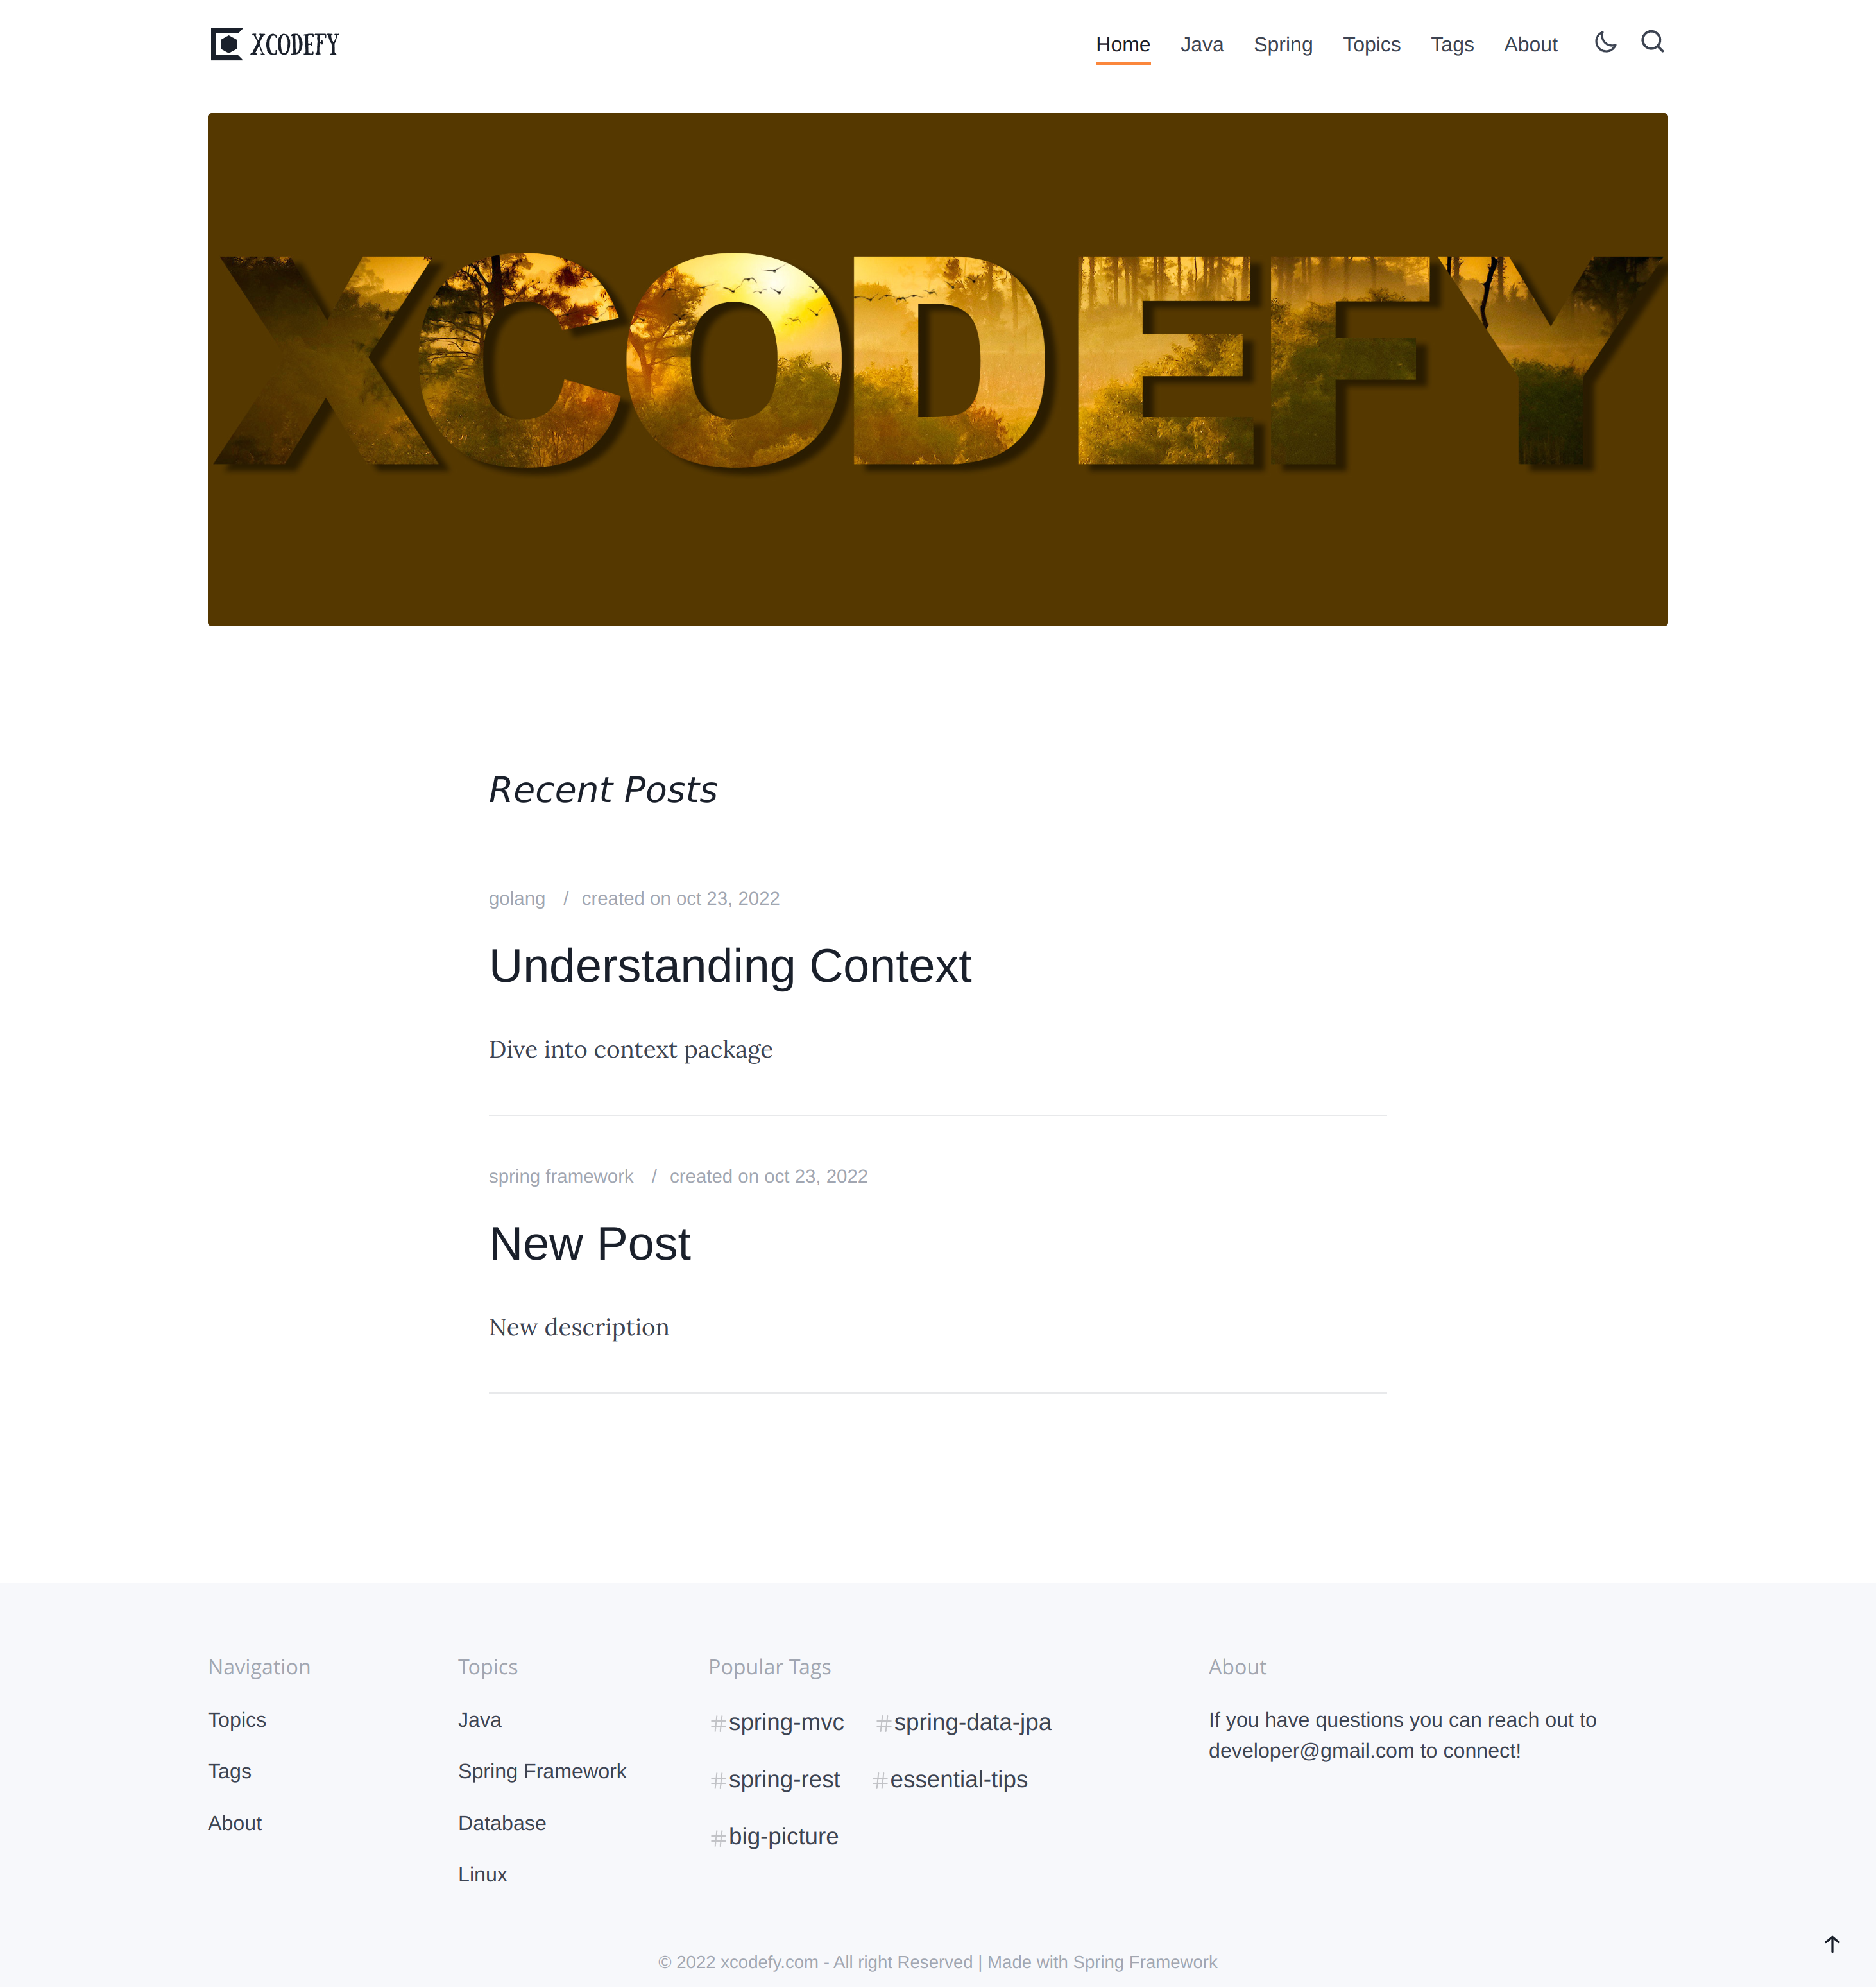 XCODEFY
Home Java Spring Topics Tags About
XCODEFY
Recent Posts
golang / created on oct 23, 2022
Understanding Context
Dive into context package
spring framework / created on oct 23, 2022
New Post
New description
Navigation
Topics
Tags
About
Topics
Java
Spring Framework
Database
Linux
Popular Tags
#spring-mvc #spring-data-jpa
#spring-rest #essential-tips
#big-picture
About
If you have questions you can reach out to
developer@gmail.com to connect!
© 2022 xcodefy.com - All right Reserved | Made with Spring Framework